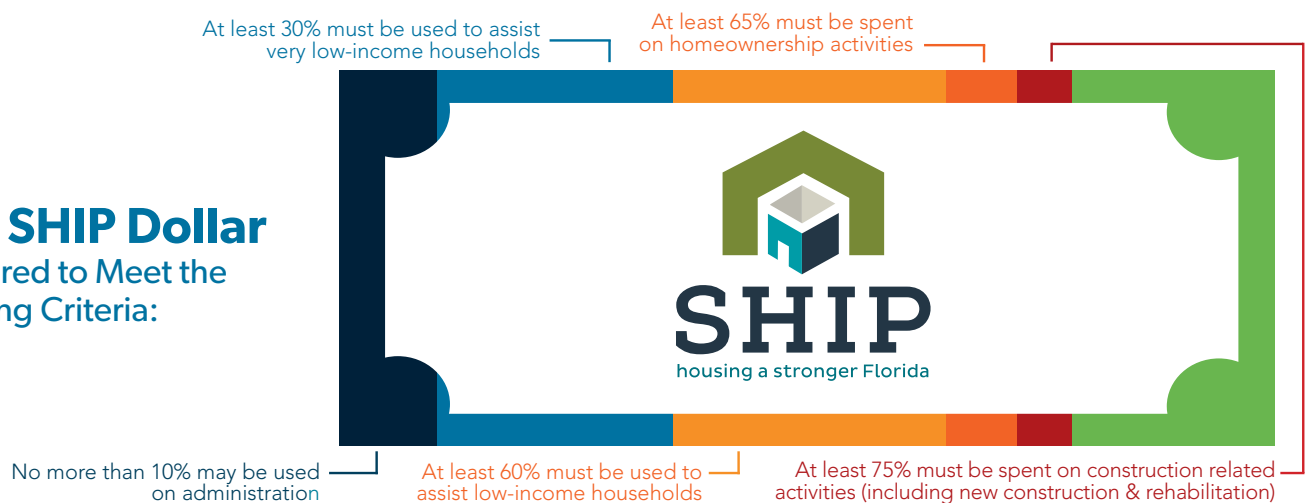 At least 30% must be used to assist
very low-income households
At least 65% must be spent
on homeownership activities
SHIP Dollar
to Meet the
Criteria:
SHIP
housing a stronger Florida
No more than 10% may be used
on administration
At least 60% must be used to
assist low-income households
At least 75% must be spent on construction related
activities (including new construction & rehabilitation)